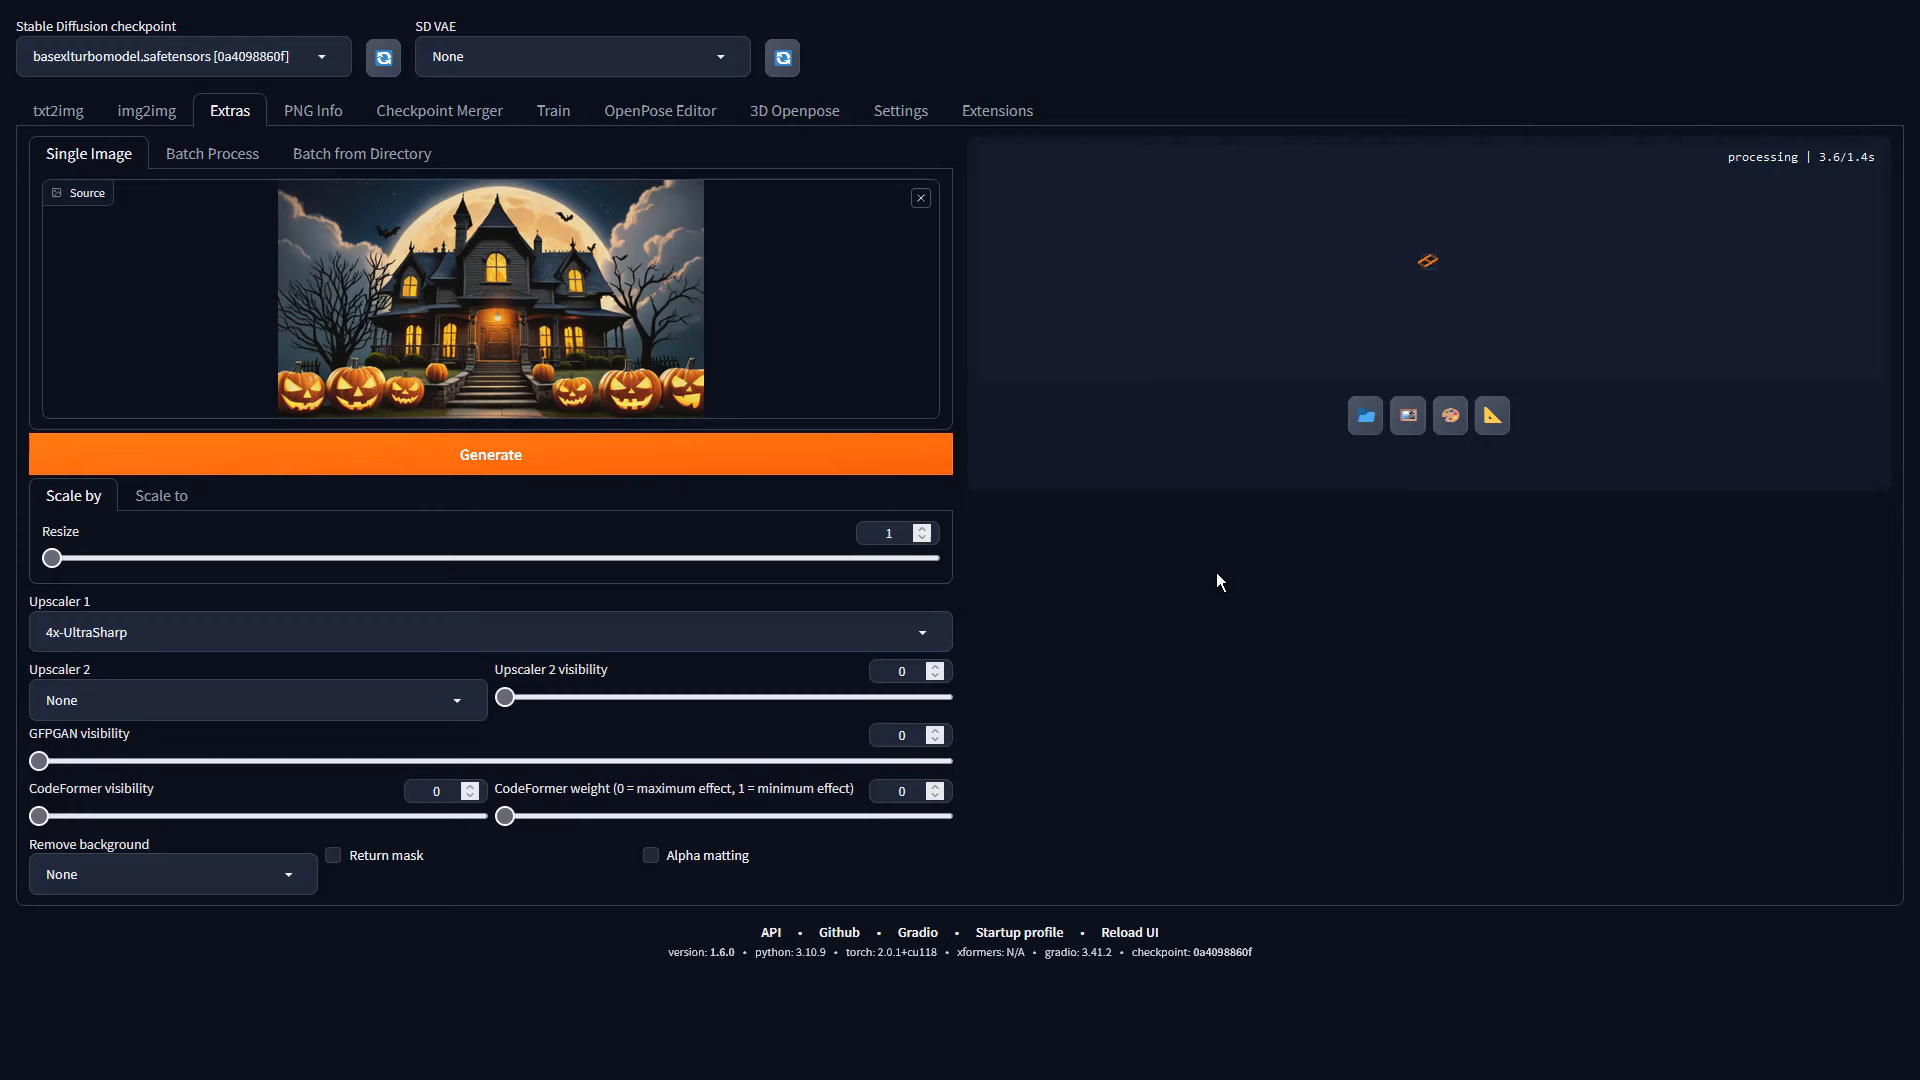 Stable Diffusion checkpoint
SD VAE
basexlturbomodel.safetensors [0a4098860f]
None
txt2img
img2img
Extras
PNG Info
Checkpoint Merger
Train
OpenPose Editor
3D Openpose
Settings
Extensions
Single Image
Batch Process
Batch from Directory
processing | 3.6/1.4s
Source
Generate
Scale by
Scale to
Resize
1
Upscaler 1
4x-UltraSharp
Upscaler 2
Upscaler 2 visibility
0
None
GFPGAN visibility
0
CodeFormer visibility
0
CodeFormer weight (0 = maximum effect, 1 = minimum effect)
0
Remove background
None
Return mask
Alpha matting
API • Github • Gradio • Startup profile • Reload UI
version: 1.6.0 • python: 3.10.9 • torch: 2.0.1+cu118 • xformers: N/A • gradio: 3.41.2 • checkpoint: 0a4098860f